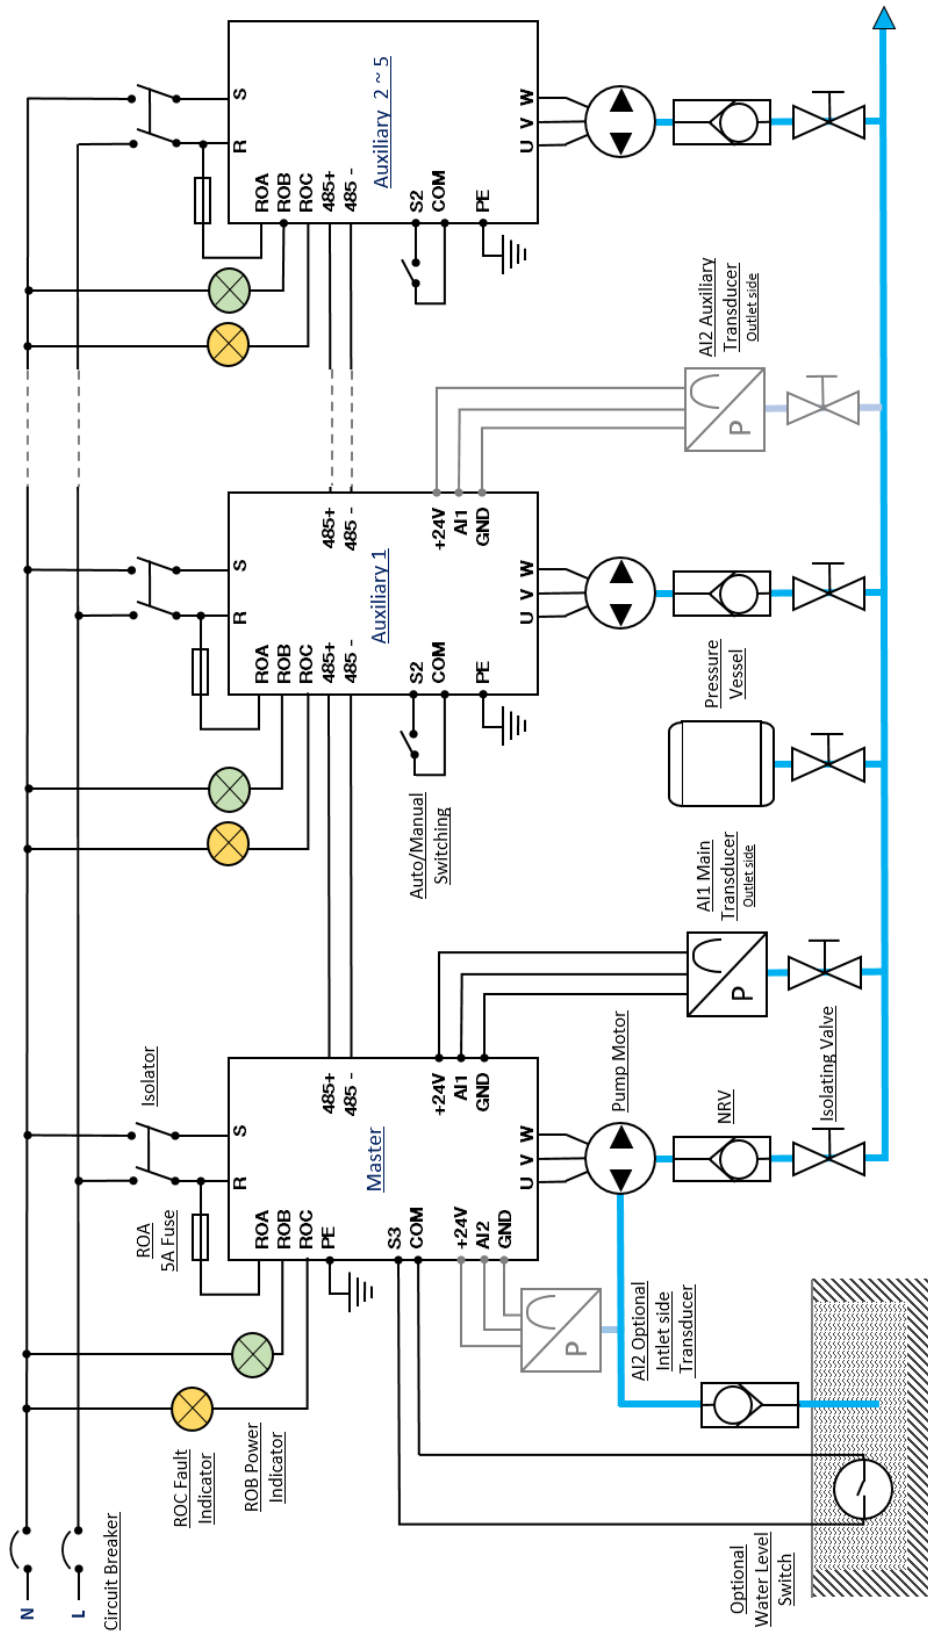 N
L
Circuit Breaker
ROC Fault
Indicator
ROB Power
Indicator
ROA
5A Fuse
Isolator
R
S
ROA
ROB
ROC
PE
485+
485 -
Master
S3
COM
+24V
AI2
GND
+24V
AI1
GND
U V W
R
S
ROA
ROB
ROC
485+
485 -
485+
485 -
Auxiliary 1
S2
COM
PE
+24V
AI1
GND
U V W
Auto/Manual
Switching
R
S
ROA
ROB
ROC
485+
485 -
Auxiliary 2 ~ 5
S2
COM
PE
U V W
P
AI2 Optional
Intlet side
Transducer
Pump Motor
NRV
Isolating Valve
P
AI1 Main
Transducer
Outlet side
Pressure
Vessel
P
AI2 Auxiliary
Transducer
Outlet side
Optional
Water Level
Switch